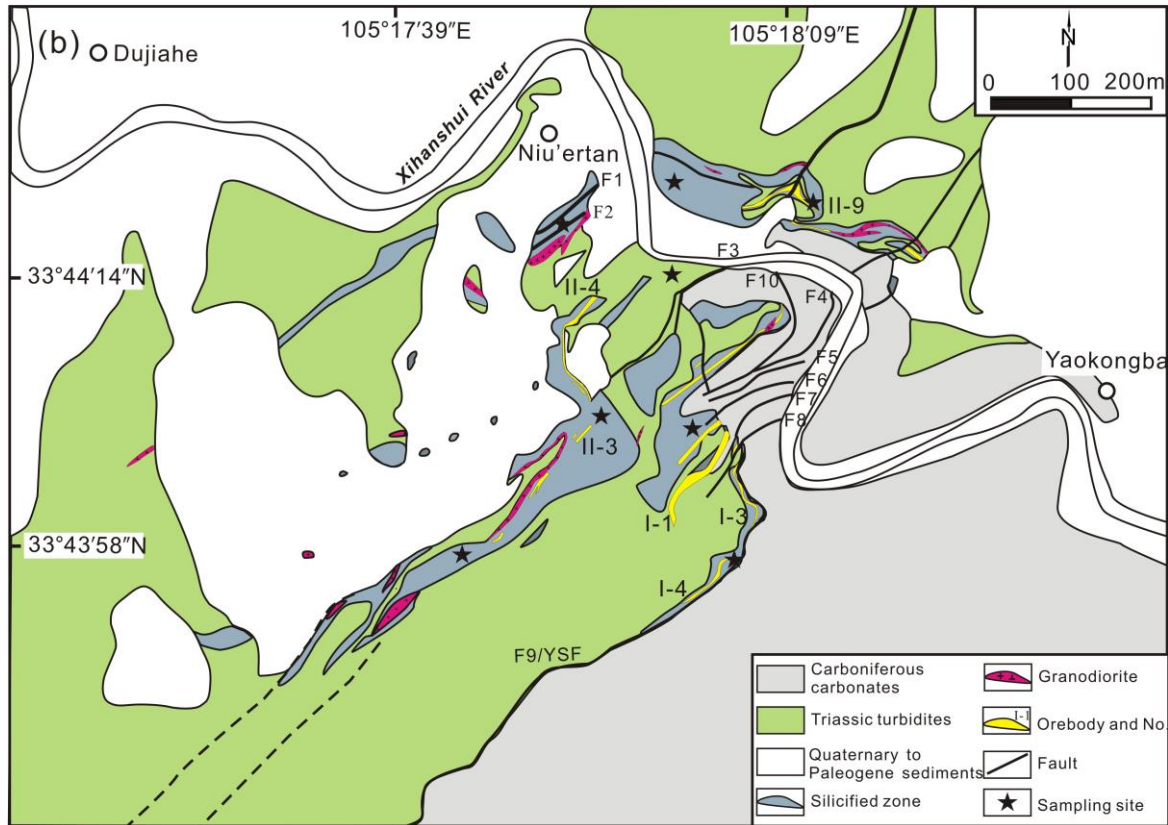 (b)
Dujiahe
105°17′39″E
105°18′09″E
N
0 100 200m
Xihanshui River
Niu'ertan
F1
F2
II-9
33°44′14″N
F3
F10
F4
II-4
F5
F6
F7
F8
Yaokongba
II-3
I-1
I-3
33°43′58″N
I-4
F9/YSF
Carboniferous
carbonates
Triassic turbidites
Quaternary to
Paleogene sediments
Silicified zone
Granodiorite
I-1
Orebody and No.
Fault
Sampling site